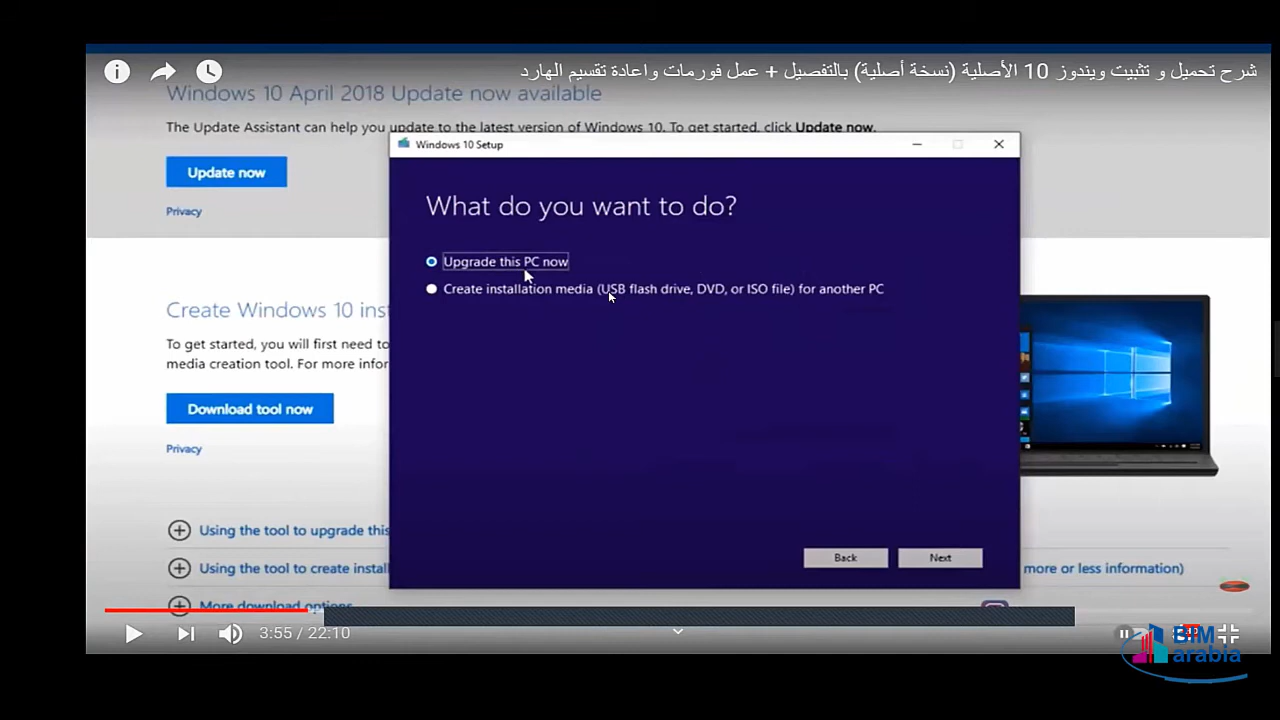 شرح تحميل و تثبيت ويندوز 10 الأصلية (نسخة أصلية) بالتفصيل + عمل فورمات واعادة تقسيم الهارد
Windows 10 April 2018 Update now available
The Update Assistant can help you update to the latest version of Windows 10. To get started, click Update now.
Update now
Privacy
Windows 10 Setup
What do you want to do?
Upgrade this PC now
Create installation media (USB flash drive, DVD, or ISO file) for another PC
Back
Next
Create Windows 10 inst
To get started, you will first need to
media creation tool. For more infor
Download tool now
Privacy
Using the tool to upgrade this
Using the tool to create install
more or less information)
More download options
3:55 / 22:10
BIM
arabia